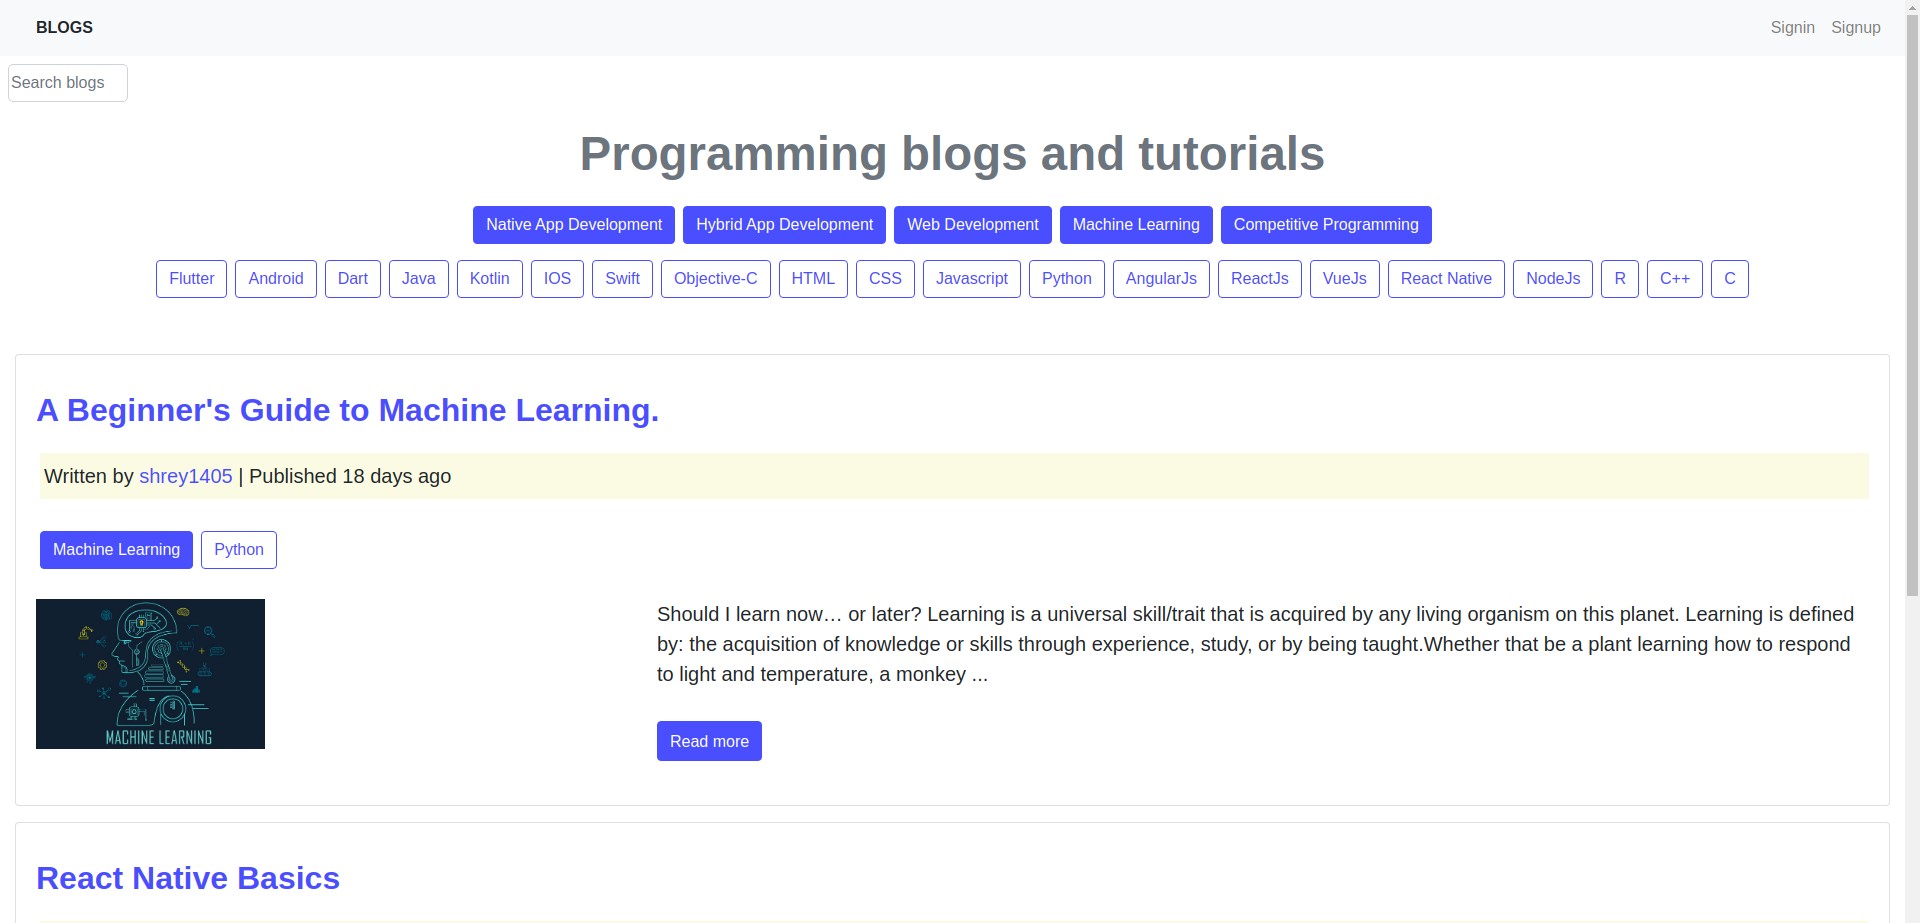 BLOGS Signin Signup
Search blogs
Programming blogs and tutorials
Native App Development Hybrid App Development Web Development Machine Learning Competitive Programming
Flutter Android Dart Java Kotlin IOS Swift Objective-C HTML CSS Javascript Python AngularJs ReactJs VueJs React Native NodeJs R C++ C
A Beginner's Guide to Machine Learning.
Written by shrey1405 | Published 18 days ago
Machine Learning Python
MACHINE LEARNING
Should I learn now… or later? Learning is a universal skill/trait that is acquired by any living organism on this planet. Learning is defined
by: the acquisition of knowledge or skills through experience, study, or by being taught.Whether that be a plant learning how to respond
to light and temperature, a monkey ...
Read more
React Native Basics